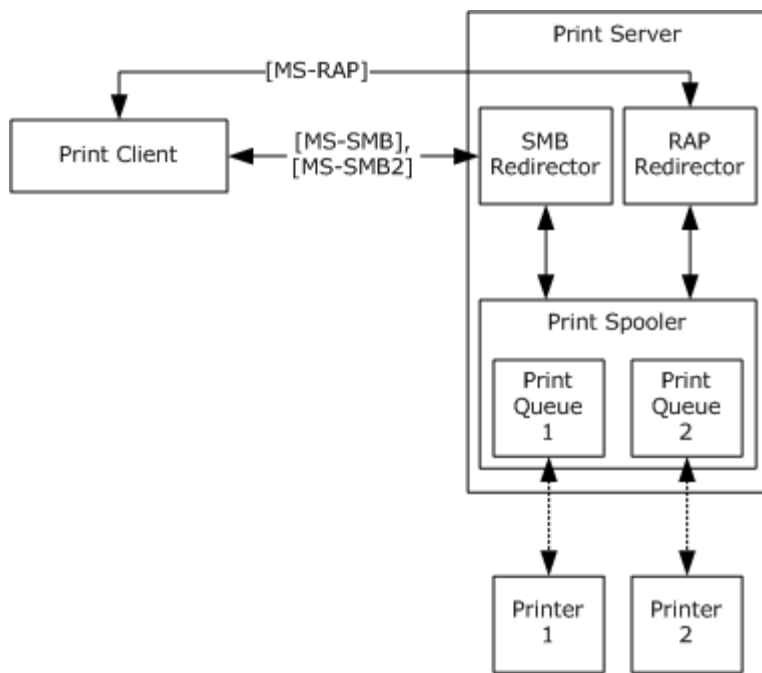 Print Server
[MS-RAP]
Print Client
[MS-SMB],
[MS-SMB2]
SMB
Redirector
RAP
Redirector
Print Spooler
Print
Queue
1
Print
Queue
2
Printer
1
Printer
2